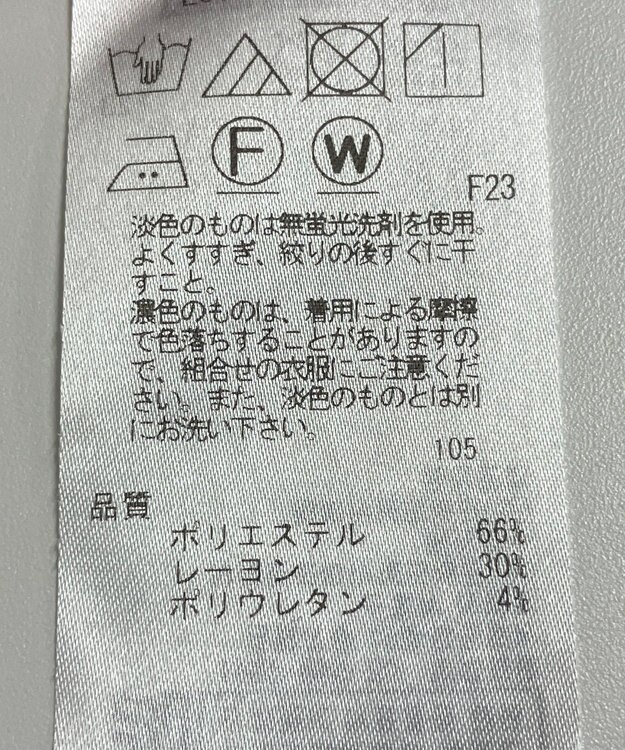 F
W
F23
淡色のものは無蛍光洗剤を使用。
よくすすぎ、絞りの後すぐに干
すこと。
濃色のものは、着用による摩擦
で色落ちすることがありますの
で、組合せの衣服にご注意くだ
さい。また、淡色のものとは別
にお洗い下さい。
105
品質
ポリエステル 66%
レーヨン 30%
ポリウレタン 4%